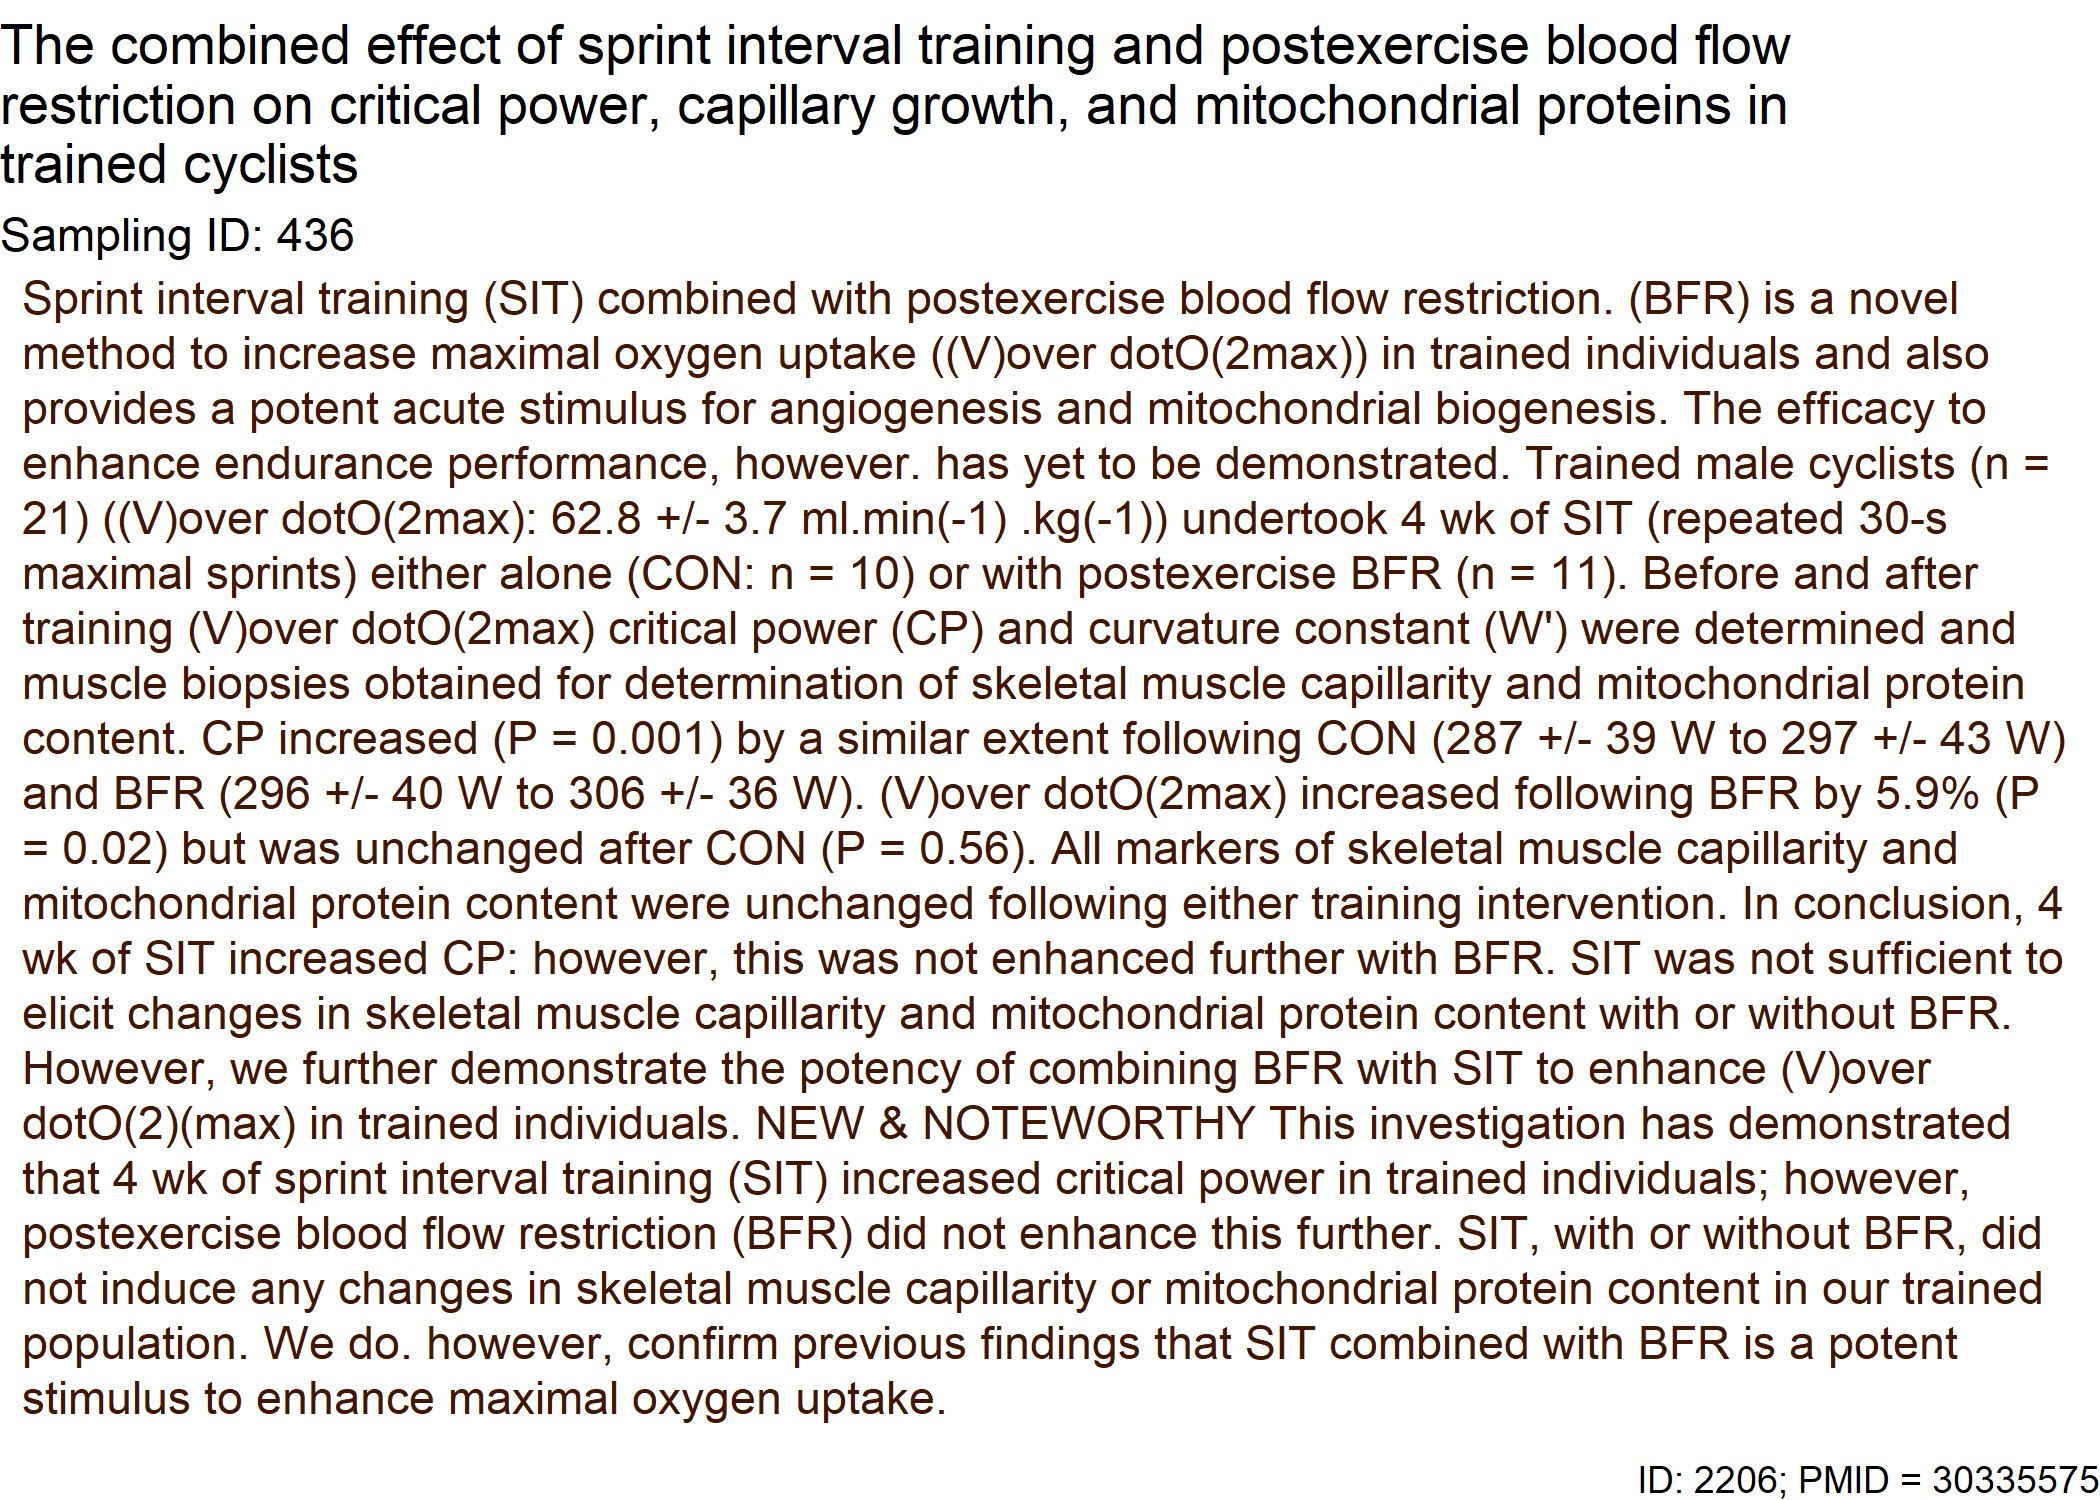 The combined effect of sprint interval training and postexercise blood flow
restriction on critical power, capillary growth, and mitochondrial proteins in
trained cyclists
Sampling ID: 436
Sprint interval training (SIT) combined with postexercise blood flow restriction. (BFR) is a novel
method to increase maximal oxygen uptake ((V)over dotO(2max)) in trained individuals and also
provides a potent acute stimulus for angiogenesis and mitochondrial biogenesis. The efficacy to
enhance endurance performance, however. has yet to be demonstrated. Trained male cyclists (n =
21) ((V)over dotO(2max): 62.8 +/- 3.7 ml.min(-1) .kg(-1)) undertook 4 wk of SIT (repeated 30-s
maximal sprints) either alone (CON: n = 10) or with postexercise BFR (n = 11). Before and after
training (V)over dotO(2max) critical power (CP) and curvature constant (W') were determined and
muscle biopsies obtained for determination of skeletal muscle capillarity and mitochondrial protein
content. CP increased (P = 0.001) by a similar extent following CON (287 +/- 39 W to 297 +/- 43 W)
and BFR (296 +/- 40 W to 306 +/- 36 W). (V)over dotO(2max) increased following BFR by 5.9% (P
= 0.02) but was unchanged after CON (P = 0.56). All markers of skeletal muscle capillarity and
mitochondrial protein content were unchanged following either training intervention. In conclusion, 4
wk of SIT increased CP: however, this was not enhanced further with BFR. SIT was not sufficient to
elicit changes in skeletal muscle capillarity and mitochondrial protein content with or without BFR.
However, we further demonstrate the potency of combining BFR with SIT to enhance (V)over
dotO(2)(max) in trained individuals. NEW & NOTEWORTHY This investigation has demonstrated
that 4 wk of sprint interval training (SIT) increased critical power in trained individuals; however,
postexercise blood flow restriction (BFR) did not enhance this further. SIT, with or without BFR, did
not induce any changes in skeletal muscle capillarity or mitochondrial protein content in our trained
population. We do. however, confirm previous findings that SIT combined with BFR is a potent
stimulus to enhance maximal oxygen uptake.
ID: 2206; PMID = 30335575